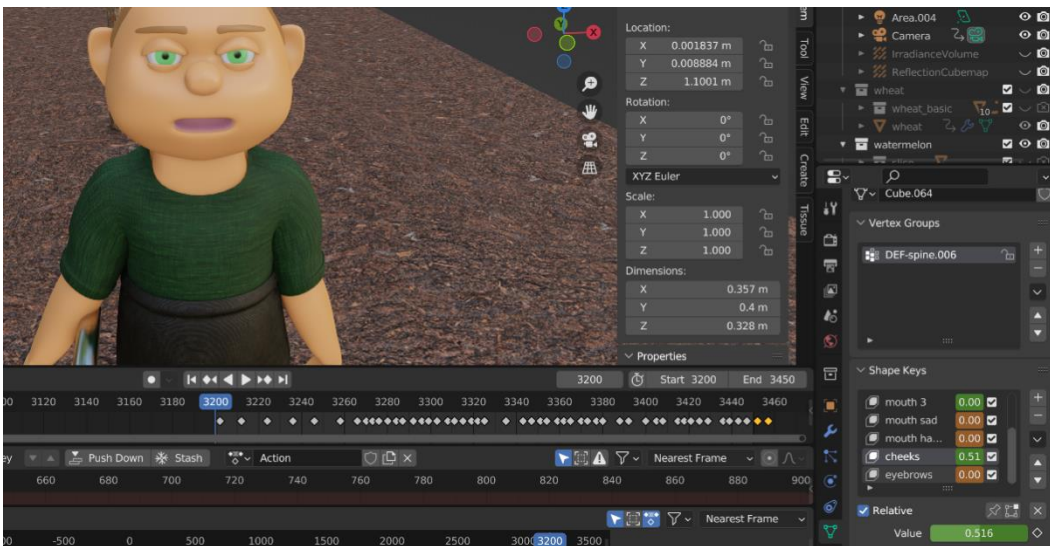 Location:
X 0.001837 m
Y 0.008884 m
Z 1.1001 m
Rotation:
X 0°
Y 0°
Z 0°
XYZ Euler
Scale:
X 1.000
Y 1.000
Z 1.000
Dimensions:
X 0.357 m
Y 0.4 m
Z 0.328 m
Properties
Tool
View
Edit
Create
Tissue
Area.004
Camera
IrradianceVolume
ReflectionCubemap
wheat
wheat_basic 10
wheat
watermelon
Cube.064
Vertex Groups
DEF-spine.006
Shape Keys
mouth 3 0.00
mouth sad 0.00
mouth ha... 0.00
cheeks 0.51
eyebrows 0.00
Relative
Value 0.516
3200 Start 3200 End 3450
3120 3140 3160 3180 3200 3220 3240 3260 3280 3300 3320 3340 3360 3380 3400 3420 3440 3460
Push Down Stash Action Nearest Frame
660 680 700 720 740 760 780 800 820 840 860 880 900
Nearest Frame
-500 0 500 1000 1500 2000 2500 3000 3200 3500
X
Y